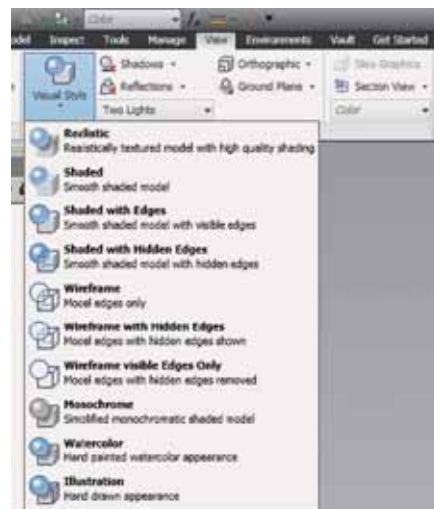 Color
Inspect Tools Manage View Environments Vault Get Started
Visual Style
Shadows
Orthographic
Reflections
Ground Plane
Section View
Two Lights
Color
Realistic
Realistically textured model with high quality shading
Shaded
Smooth shaded model
Shaded with Edges
Smooth shaded model with visible edges
Shaded with Hidden Edges
Smooth shaded model with hidden edges
Wireframe
Model edges only
Wireframe with Hidden Edges
Model edges with hidden edges shown
Wireframe visible Edges Only
Model edges with hidden edges removed
Monochrome
Simplified monochromatic shaded model
Watercolor
Hand painted watercolor appearance
Illustration
Hand drawn appearance